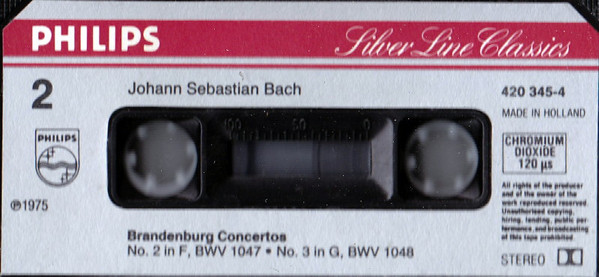 PHILIPS
Silver Line Classics
2
Johann Sebastian Bach
420 345-4
MADE IN HOLLAND
PHILIPS
100 50 0
CHROMIUM
DIOXIDE
120 µs
All rights of the producer
and of the owner of the
work reproduced reserved.
Unauthorised copying,
hiring, lending, public per-
formance, and broadcasting
of this tape prohibited.
℗1975
Brandenburg Concertos
No. 2 in F, BWV 1047 • No. 3 in G, BWV 1048
STEREO